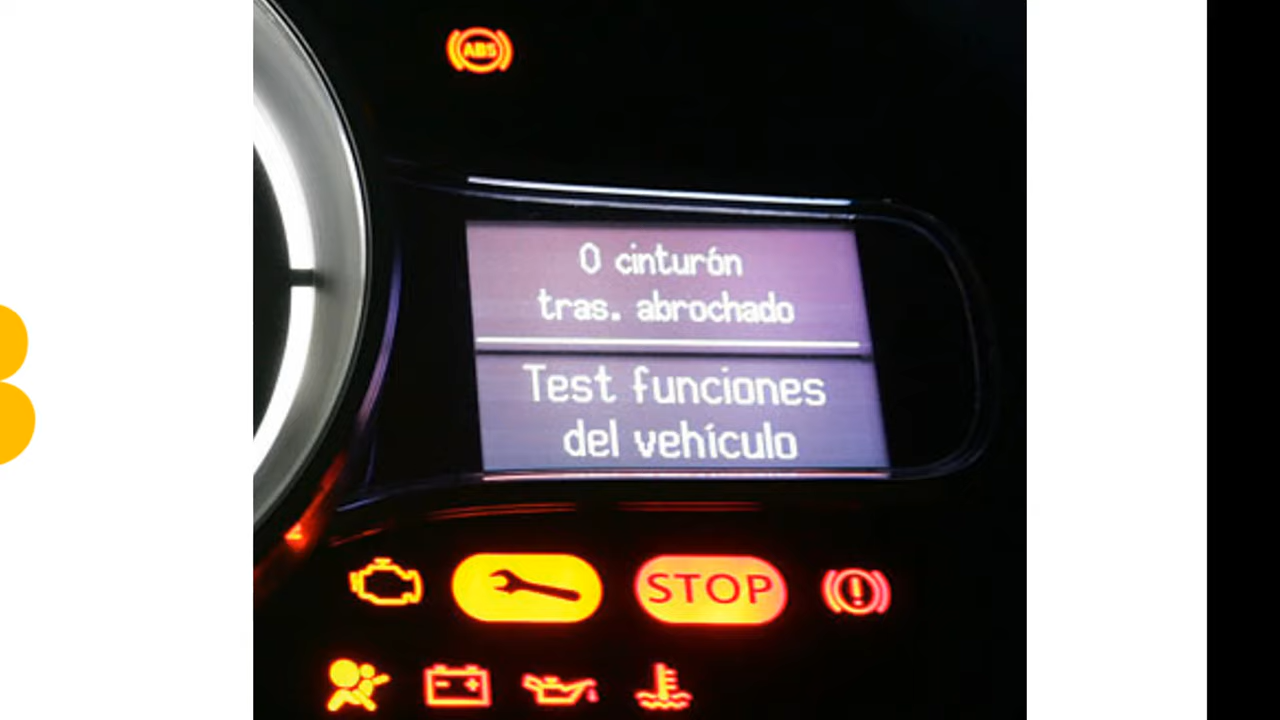 ABS
0 cinturón
tras. abrochado
Test funciones
del vehículo
STOP